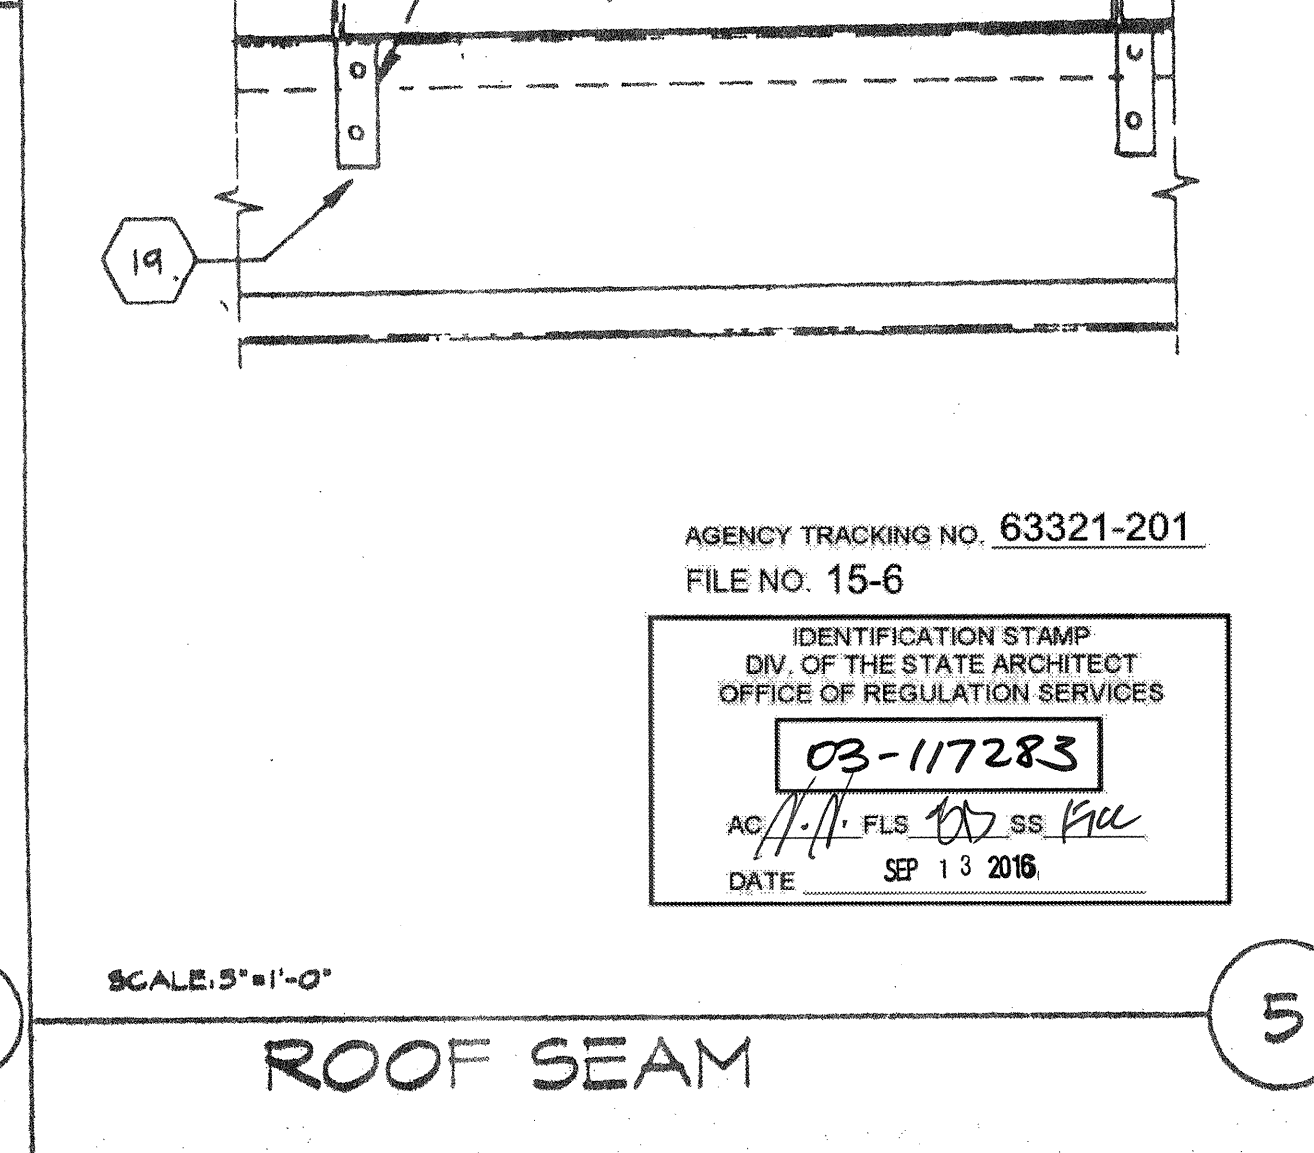 19
AGENCY TRACKING NO. 63321-201
FILE NO. 15-6
IDENTIFICATION STAMP
DIV. OF THE STATE ARCHITECT
OFFICE OF REGULATION SERVICES
03-117283
AC FLS SS
DATE SEP 13 2016
SCALE: 3"=1'-0"
ROOF SEAM
5